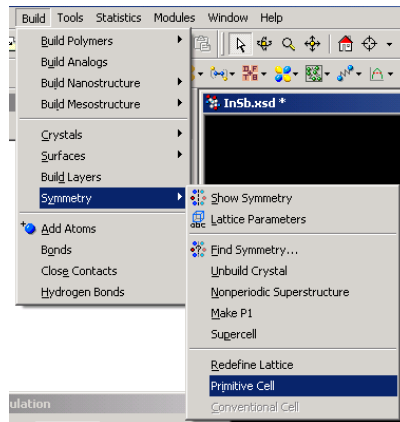 Build Tools Statistics Modules Window Help
Build Polymers
Build Analogs
Build Nanostructure
Build Mesostructure
InSb.xsd *
Crystals
Surfaces
Build Layers
Symmetry
Show Symmetry
Lattice Parameters
abc
Add Atoms
Bonds
Close Contacts
Hydrogen Bonds
Find Symmetry...
Unbuild Crystal
Nonperiodic Superstructure
Make P1
Supercell
Redefine Lattice
Primitive Cell
Conventional Cell
ulation